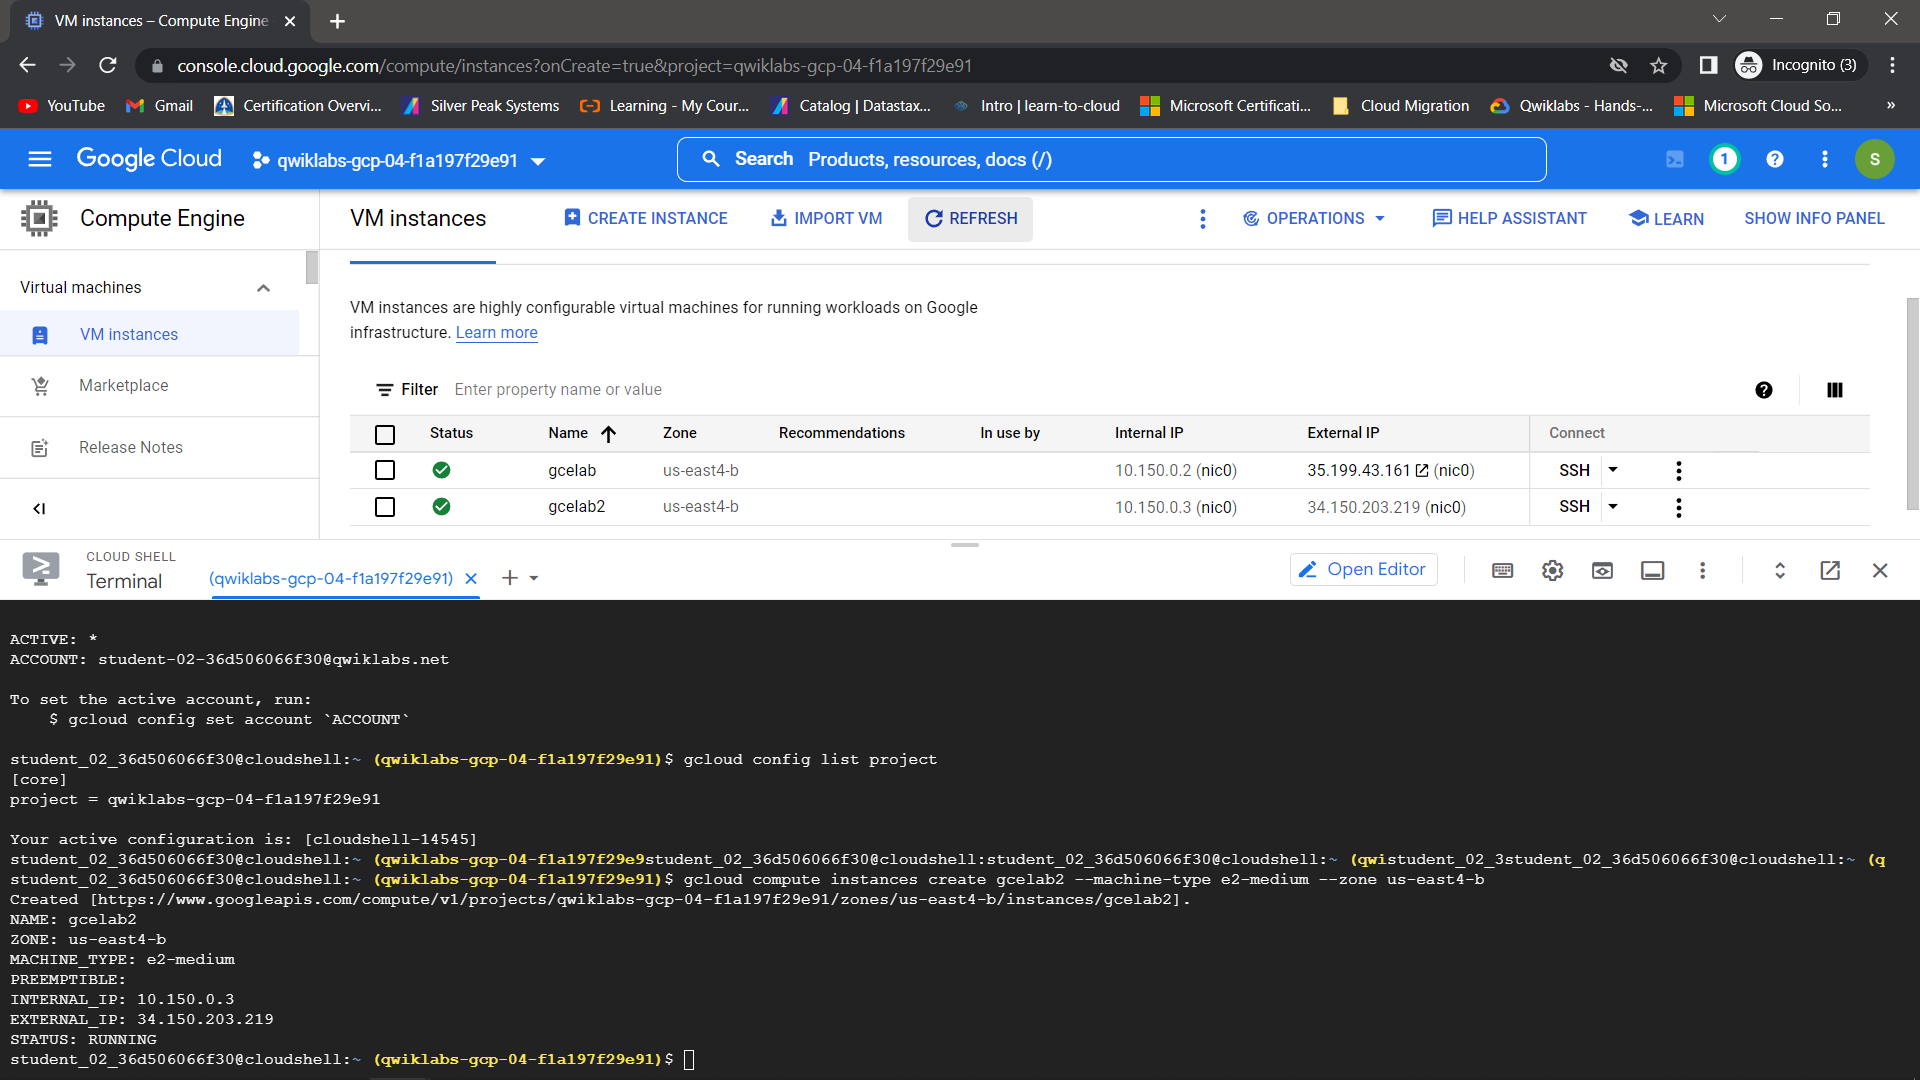 VM instances – Compute Engine
console.cloud.google.com/compute/instances?onCreate=true&project=qwiklabs-gcp-04-f1a197f29e91
Incognito (3)
YouTube
Gmail
Certification Overvi...
Silver Peak Systems
Learning - My Cour...
Catalog | Datastax...
Intro | learn-to-cloud
Microsoft Certificati...
Cloud Migration
Qwiklabs - Hands-...
Microsoft Cloud So...
»
Google Cloud
qwiklabs-gcp-04-f1a197f29e91
Search Products, resources, docs (/)
1
S
Compute Engine
VM instances
CREATE INSTANCE
IMPORT VM
REFRESH
OPERATIONS
HELP ASSISTANT
LEARN
SHOW INFO PANEL
Virtual machines
VM instances
Marketplace
Release Notes
VM instances are highly configurable virtual machines for running workloads on Google
infrastructure. Learn more
Filter Enter property name or value
Status Name Zone Recommendations In use by Internal IP External IP Connect
gcelab us-east4-b 10.150.0.2 (nic0) 35.199.43.161 (nic0) SSH
gcelab2 us-east4-b 10.150.0.3 (nic0) 34.150.203.219 (nic0) SSH
CLOUD SHELL
Terminal
(qwiklabs-gcp-04-f1a197f29e91)
Open Editor
ACTIVE: *
ACCOUNT: student-02-36d506066f30@qwiklabs.net
To set the active account, run:
$ gcloud config set account `ACCOUNT`
student_02_36d506066f30@cloudshell:~ (qwiklabs-gcp-04-f1a197f29e91)$ gcloud config list project
[core]
project = qwiklabs-gcp-04-f1a197f29e91
Your active configuration is: [cloudshell-14545]
student_02_36d506066f30@cloudshell:~ (qwiklabs-gcp-04-f1a197f29e9student_02_36d506066f30@cloudshell:student_02_36d506066f30@cloudshell:~ (qwistudent_02_3student_02_36d506066f30@cloudshell:~ (q
student_02_36d506066f30@cloudshell:~ (qwiklabs-gcp-04-f1a197f29e91)$ gcloud compute instances create gcelab2 --machine-type e2-medium --zone us-east4-b
Created [https://www.googleapis.com/compute/v1/projects/qwiklabs-gcp-04-f1a197f29e91/zones/us-east4-b/instances/gcelab2].
NAME: gcelab2
ZONE: us-east4-b
MACHINE_TYPE: e2-medium
PREEMPTIBLE:
INTERNAL_IP: 10.150.0.3
EXTERNAL_IP: 34.150.203.219
STATUS: RUNNING
student_02_36d506066f30@cloudshell:~ (qwiklabs-gcp-04-f1a197f29e91)$